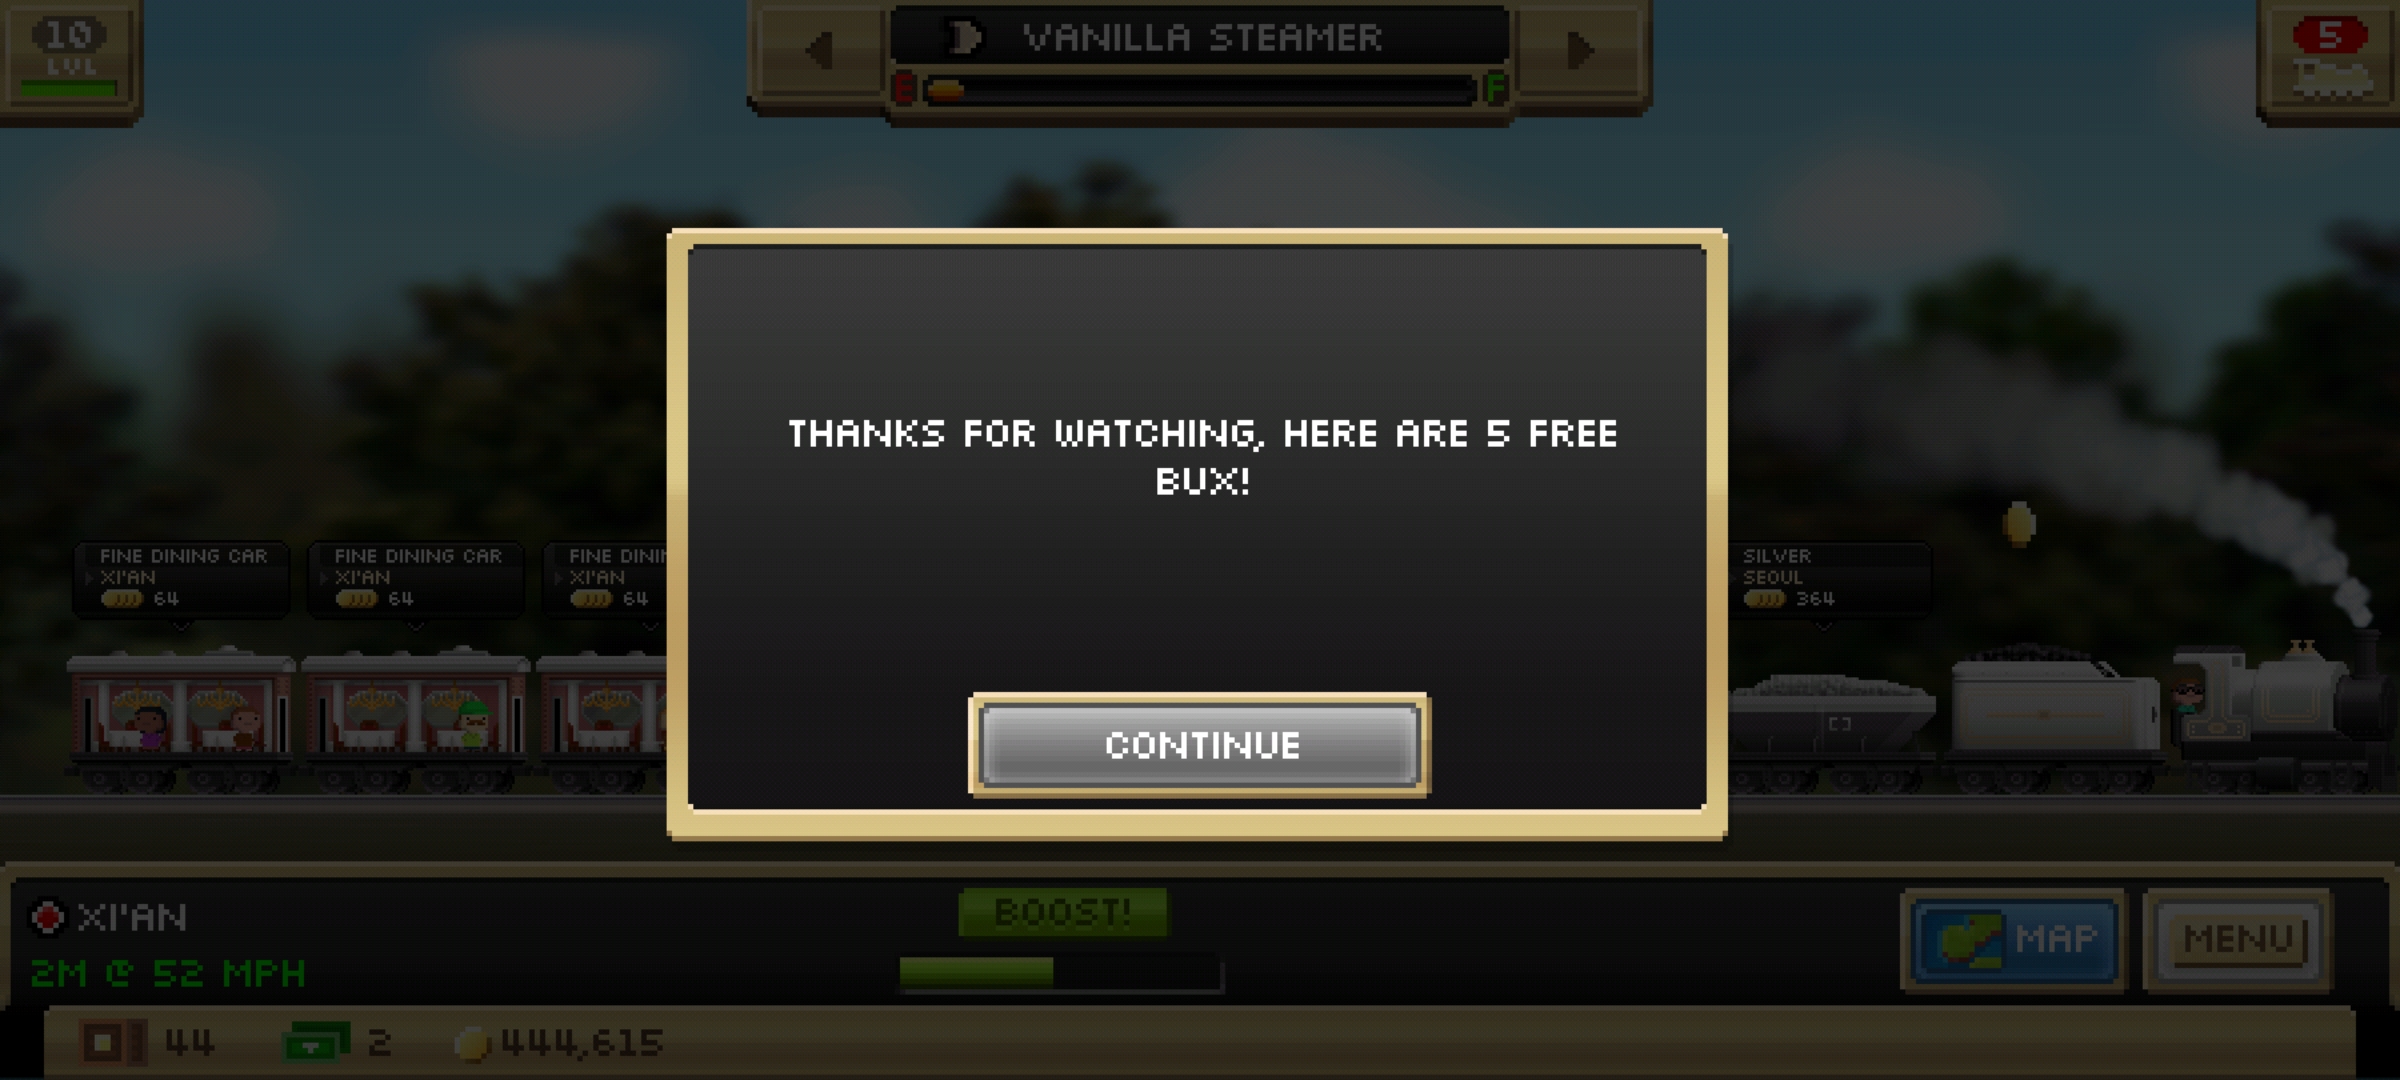 10
LVL
VANILLA STEAMER
E F
5
THANKS FOR WATCHING, HERE ARE 5 FREE
BUX!
CONTINUE
FINE DINING CAR
XI'AN
64
FINE DINING CAR
XI'AN
64
FINE DININ
XI'AN
64
SILVER
SEOUL
364
XI'AN
2M @ 52 MPH
BOOST!
MAP
MENU
44 2 444,615